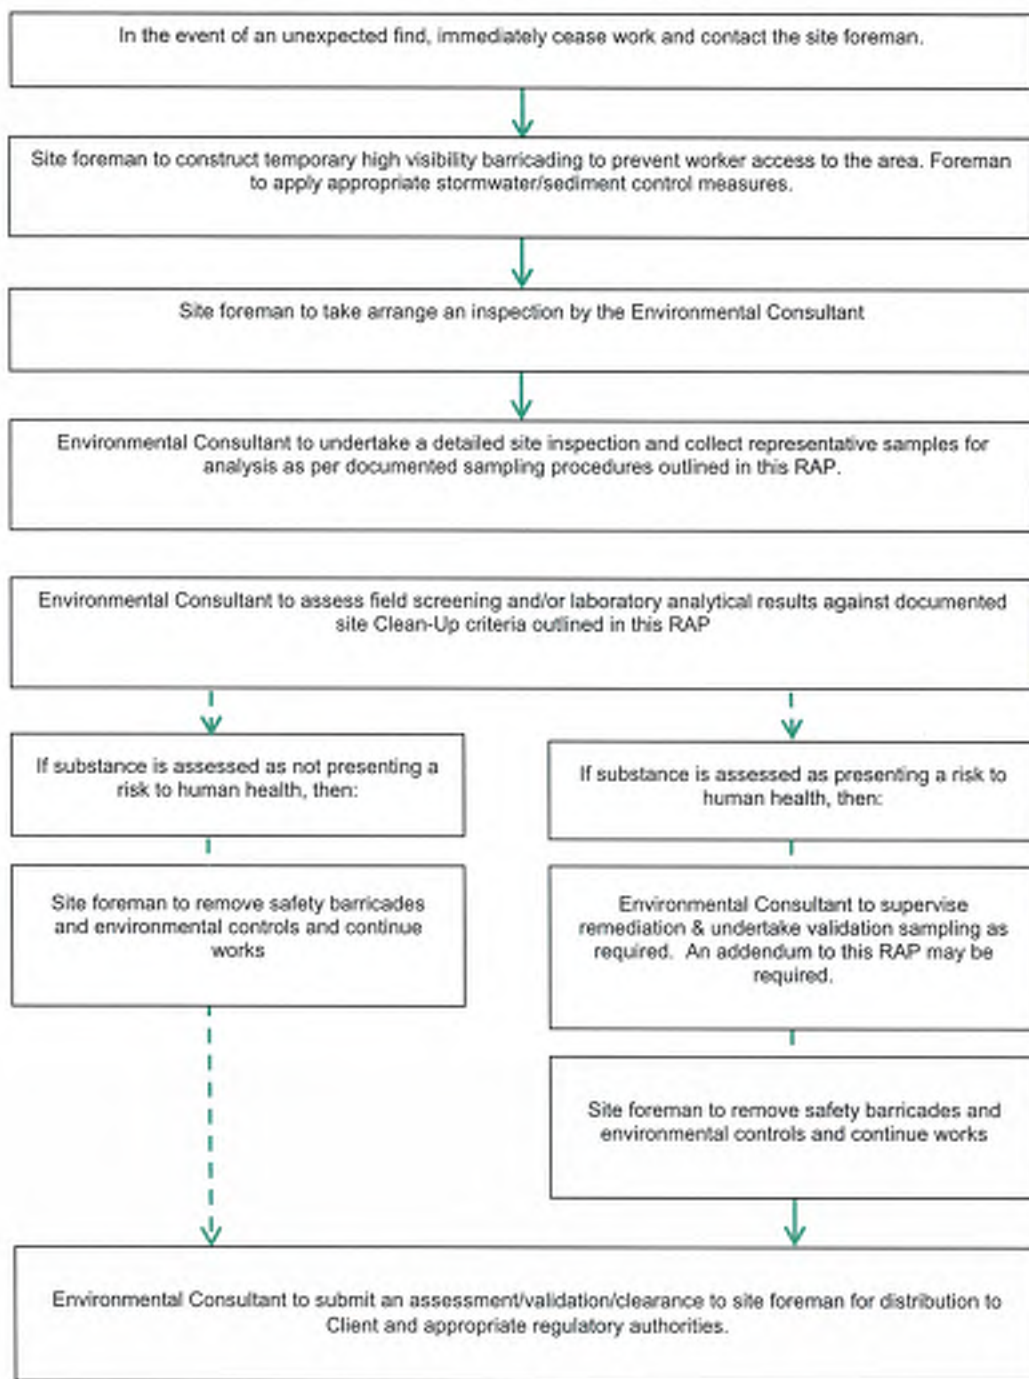 In the event of an unexpected find, immediately cease work and contact the site foreman.
Site foreman to construct temporary high visibility barricading to prevent worker access to the area. Foreman
to apply appropriate stormwater/sediment control measures.
Site foreman to take arrange an inspection by the Environmental Consultant
Environmental Consultant to undertake a detailed site inspection and collect representative samples for
analysis as per documented sampling procedures outlined in this RAP.
Environmental Consultant to assess field screening and/or laboratory analytical results against documented
site Clean-Up criteria outlined in this RAP
If substance is assessed as not presenting a
risk to human health, then:
Site foreman to remove safety barricades
and environmental controls and continue
works
If substance is assessed as presenting a risk to
human health, then:
Environmental Consultant to supervise
remediation & undertake validation sampling as
required.  An addendum to this RAP may be
required.
Site foreman to remove safety barricades and
environmental controls and continue works
Environmental Consultant to submit an assessment/validation/clearance to site foreman for distribution to
Client and appropriate regulatory authorities.